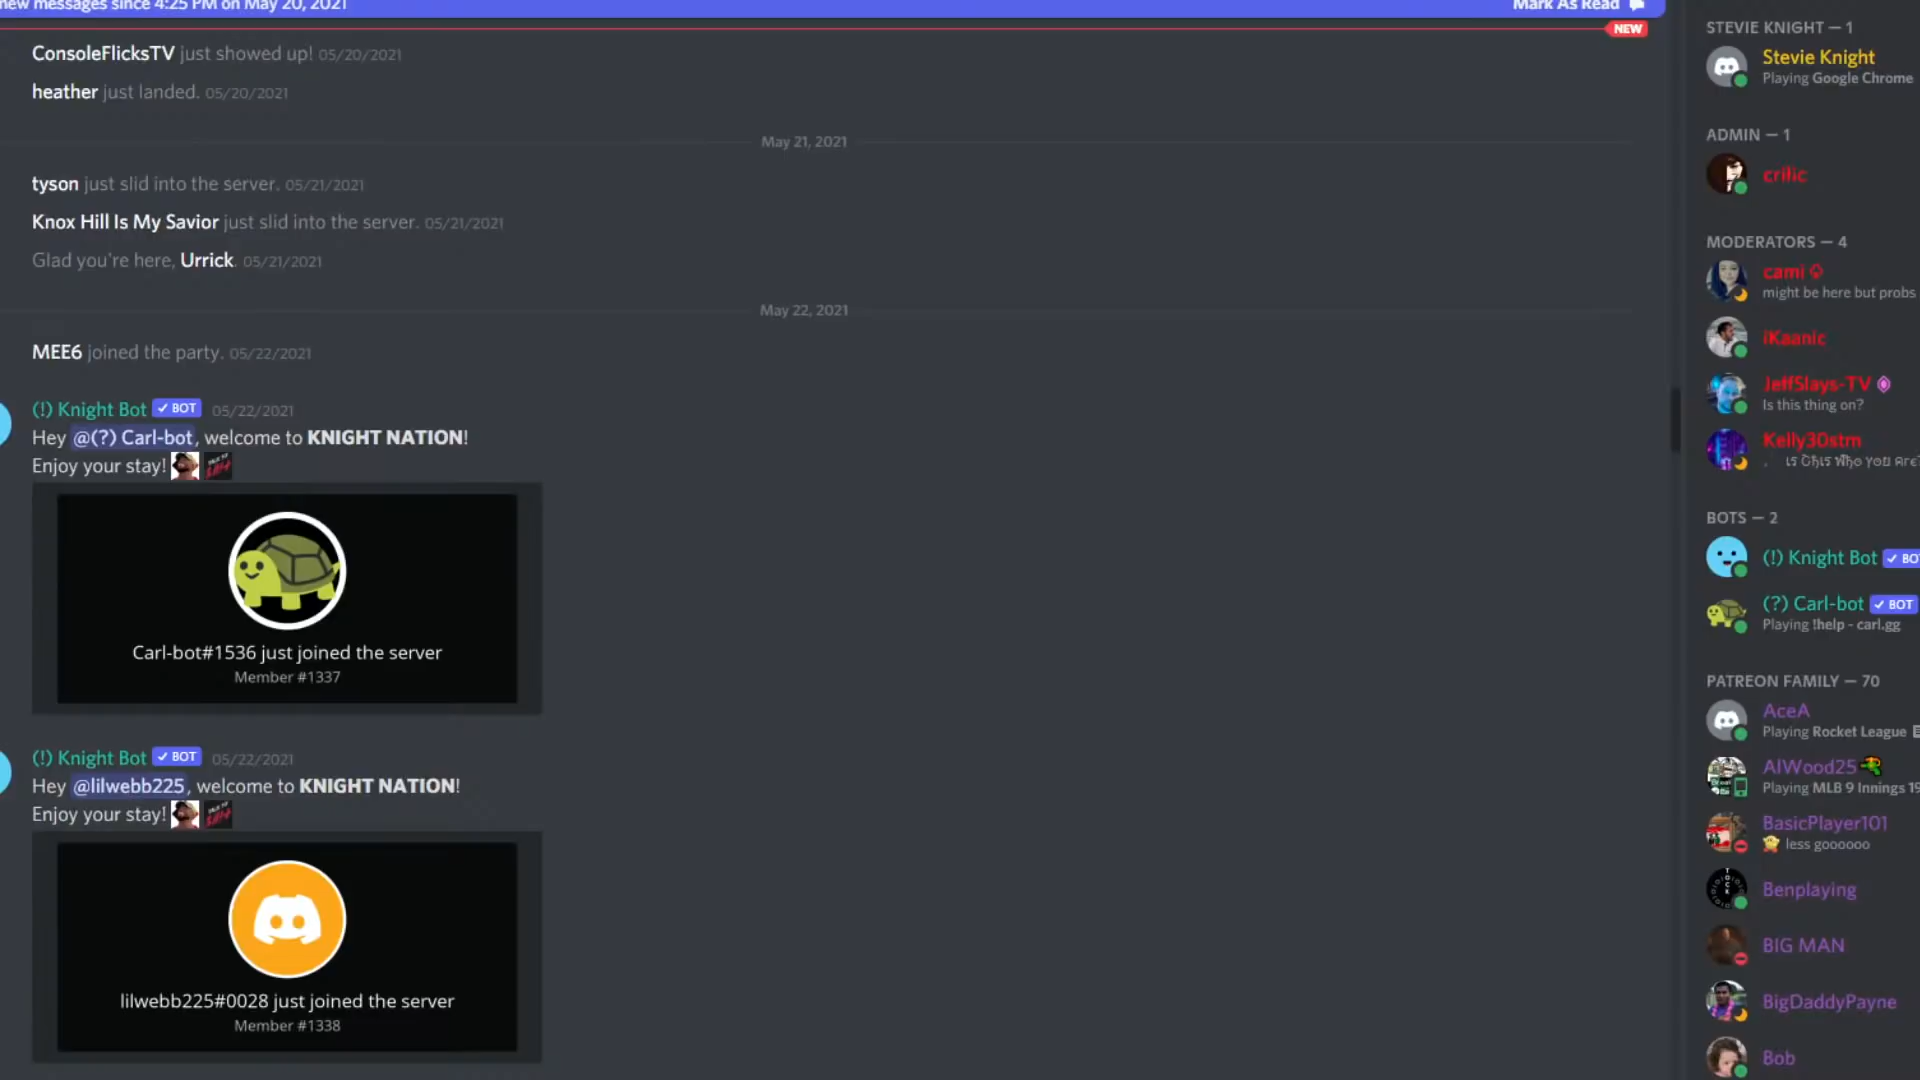 new messages since 4:25 PM on May 20, 2021
Mark As Read
NEW
ConsoleFlicksTV just showed up! 05/20/2021
heather just landed. 05/20/2021
May 21, 2021
tyson just slid into the server. 05/21/2021
Knox Hill Is My Savior just slid into the server. 05/21/2021
Glad you're here, Urrick. 05/21/2021
May 22, 2021
MEE6 joined the party. 05/22/2021
(!) Knight Bot ✓ BOT 05/22/2021
Hey @(?) Carl-bot, welcome to KNIGHT NATION!
Enjoy your stay!
Carl-bot#1536 just joined the server
Member #1337
(!) Knight Bot ✓ BOT 05/22/2021
Hey @lilwebb225, welcome to KNIGHT NATION!
Enjoy your stay!
lilwebb225#0028 just joined the server
Member #1338
STEVIE KNIGHT — 1
Stevie Knight
Playing Google Chrome
ADMIN — 1
crific
MODERATORS — 4
cami
might be here but probs
iKaanic
JeffSlays-TV
Is this thing on?
Kelly30stm
BOTS — 2
(!) Knight Bot ✓ BO
(?) Carl-bot ✓ BOT
Playing !help - carl.gg
PATREON FAMILY — 70
AceA
Playing Rocket League
AlWood25
Playing MLB 9 Innings 19
BasicPlayer101
less goooooo
Benplaying
BIG MAN
BigDaddyPayne
Bob